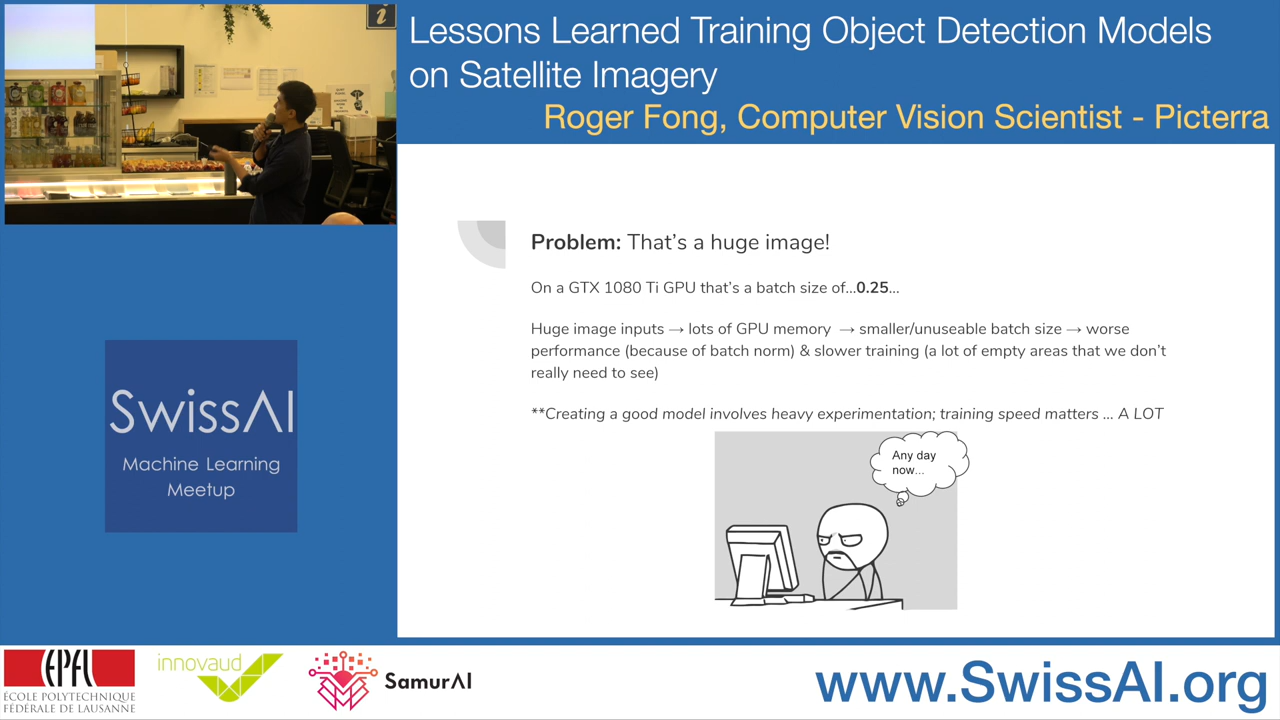 Lessons Learned Training Object Detection Models
on Satellite Imagery
Roger Fong, Computer Vision Scientist - Picterra
Problem: That's a huge image!
On a GTX 1080 Ti GPU that's a batch size of...0.25...
Huge image inputs → lots of GPU memory → smaller/unuseable batch size → worse
performance (because of batch norm) & slower training (a lot of empty areas that we don't
really need to see)
**Creating a good model involves heavy experimentation; training speed matters ... A LOT
Any day
now...
SwissAI
Machine Learning
Meetup
EPFL
ÉCOLE POLYTECHNIQUE
FÉDÉRALE DE LAUSANNE
innovaud
SamurAI
www.SwissAI.org